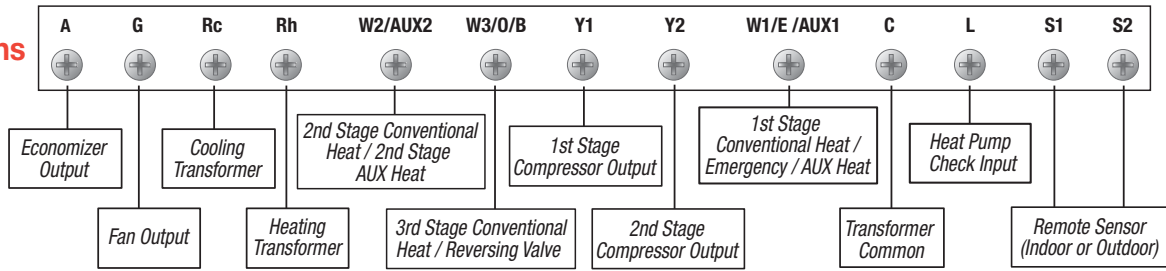 ns
A G Rc Rh W2/AUX2 W3/O/B Y1 Y2 W1/E /AUX1 C L S1 S2
Economizer
Output
Fan Output
Cooling
Transformer
Heating
Transformer
2nd Stage Conventional
Heat / 2nd Stage
AUX Heat
3rd Stage Conventional
Heat / Reversing Valve
1st Stage
Compressor Output
2nd Stage
Compressor Output
1st Stage
Conventional Heat /
Emergency / AUX Heat
Transformer
Common
Heat Pump
Check Input
Remote Sensor
(Indoor or Outdoor)